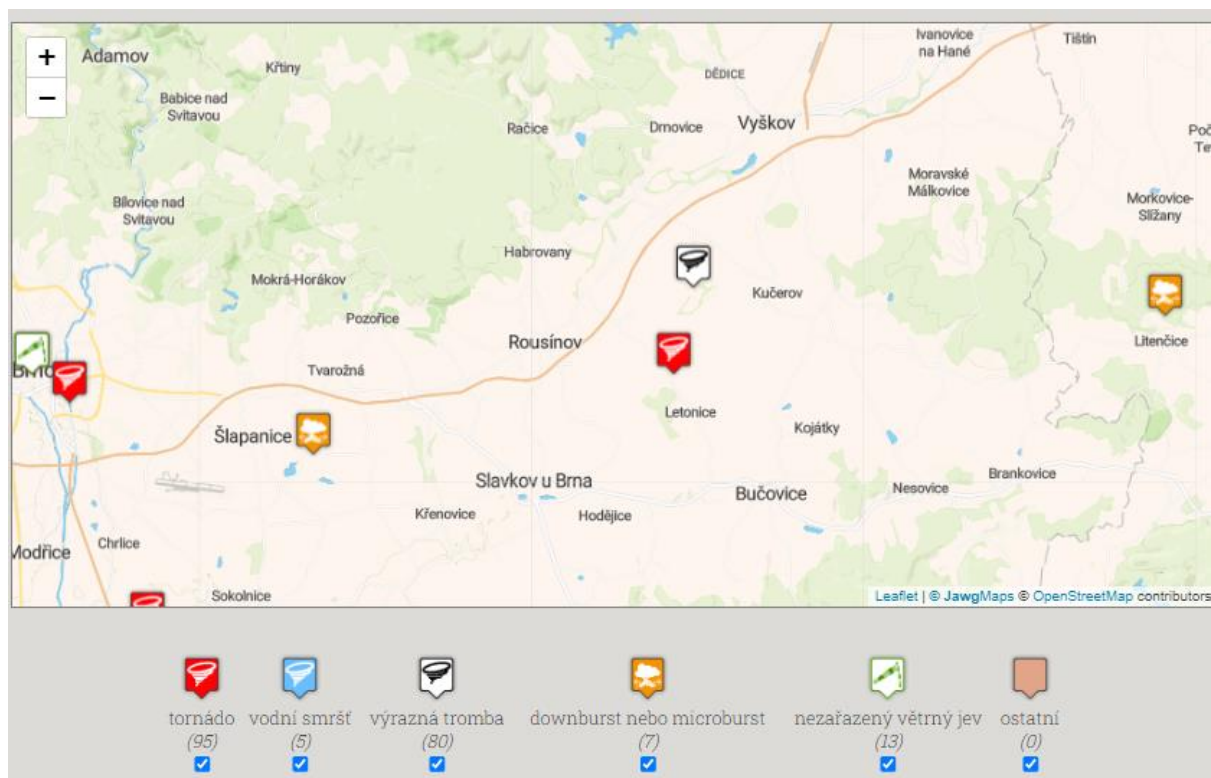 +
−
Adamov
Křtiny
Ivanovice
na Hané
Tištin
DĚDICE
Babice nad
Svitavou
Račice
Drnovice
Vyškov
Moravské
Málkovice
Morkovice-
Slížany
Bílovice nad
Svitavou
Habrovany
Mokrá-Horákov
Kučerov
Pozořice
Rousínov
Litenčice
Tvarožná
Letonice
Šlapanice
Kojátky
Slavkov u Brna
Bučovice
Nesovice
Brankovice
Křenovice
Hodějice
Modřice
Chrlice
Sokolnice
Leaflet | © JawgMaps © OpenStreetMap contributors
tornádo
(95)
vodní smršť
(5)
výrazná tromba
(80)
downburst nebo microburst
(7)
nezařazený větrný jev
(13)
ostatní
(0)